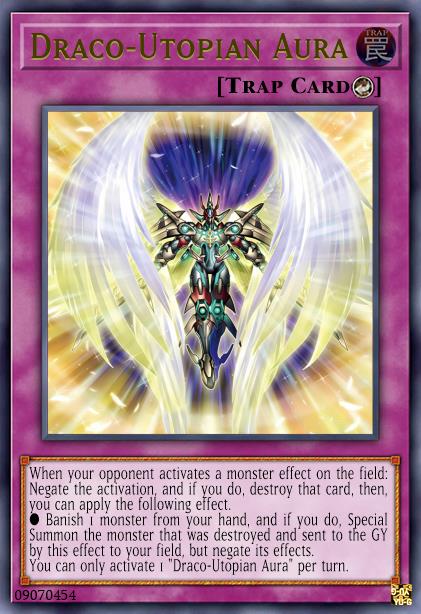 Draco-Utopian Aura
TRAP
罠
[Trap Card]
When your opponent activates a monster effect on the field:
Negate the activation, and if you do, destroy that card, then,
you can apply the following effect.
● Banish 1 monster from your hand, and if you do, Special
Summon the monster that was destroyed and sent to the GY
by this effect to your field, but negate its effects.
You can only activate 1 "Draco-Utopian Aura" per turn.
09070454